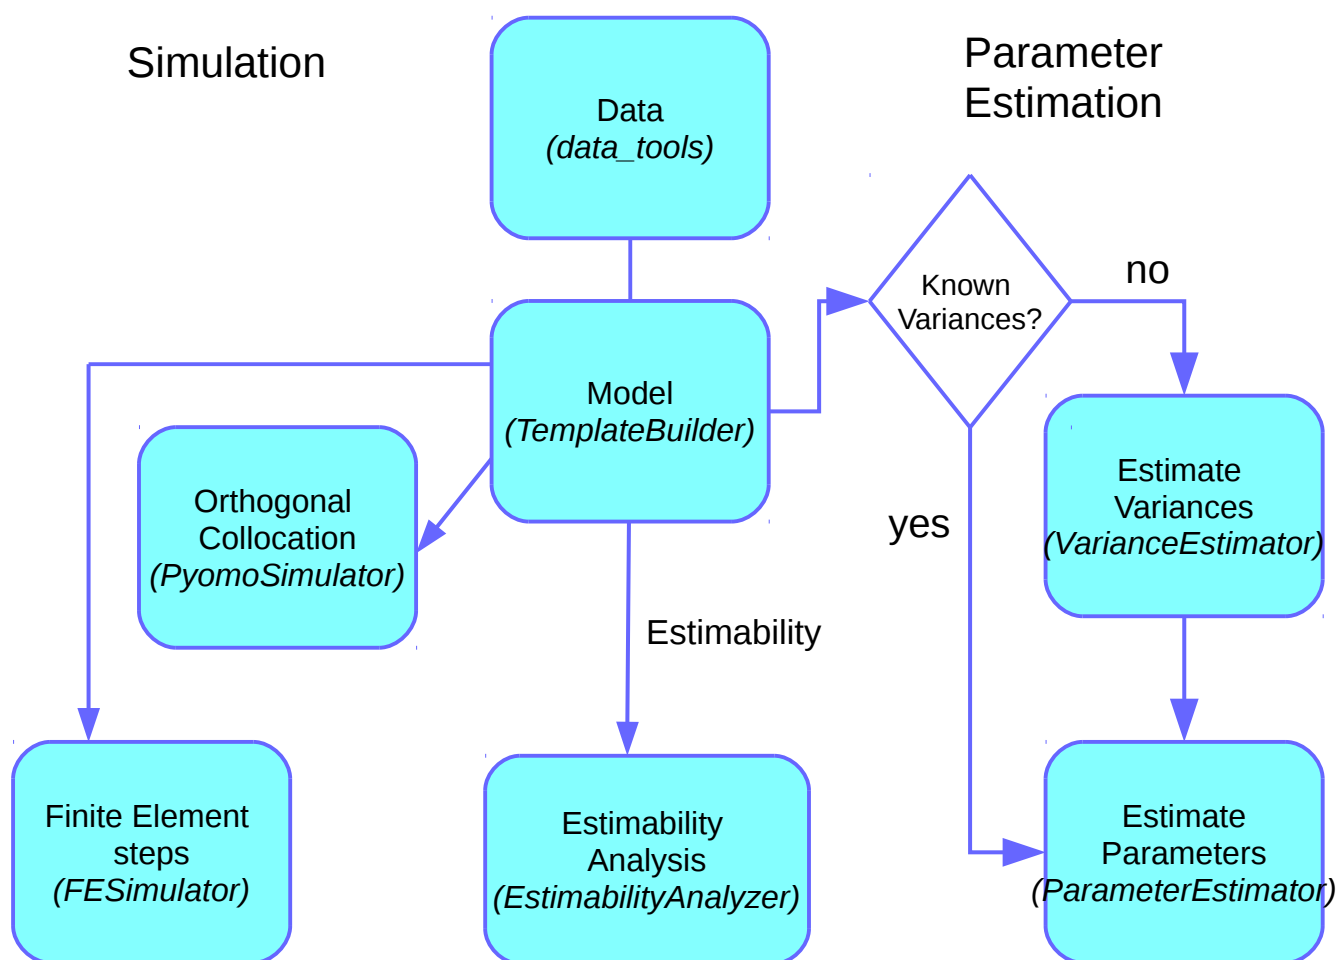 Simulation
Parameter
Estimation
Data
(data_tools)
Known
Variances?
no
Model
(TemplateBuilder)
Orthogonal
Collocation
(PyomoSimulator)
yes
Estimate
Variances
(VarianceEstimator)
Estimability
Finite Element
steps
(FESimulator)
Estimability
Analysis
(EstimabilityAnalyzer)
Estimate
Parameters
(ParameterEstimator)